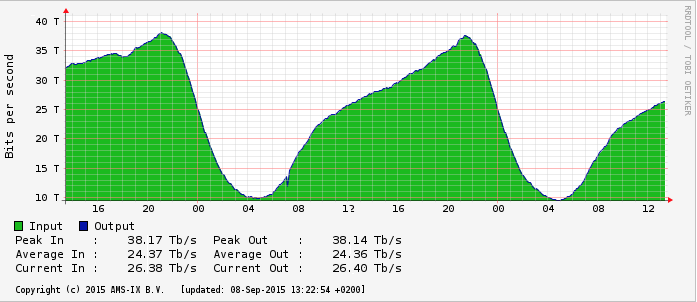 RRDTOOL / TOBI OETIKER
Bits per second
40 T
35 T
30 T
25 T
20 T
15 T
10 T
16 20 00 04 08 12 16 20 00 04 08 12
Input Output
Peak In : 38.17 Tb/s Peak Out : 38.14 Tb/s
Average In : 24.37 Tb/s Average Out : 24.36 Tb/s
Current In : 26.38 Tb/s Current Out : 26.40 Tb/s
Copyright (c) 2015 AMS-IX B.V. [updated: 08-Sep-2015 13:22:54 +0200]